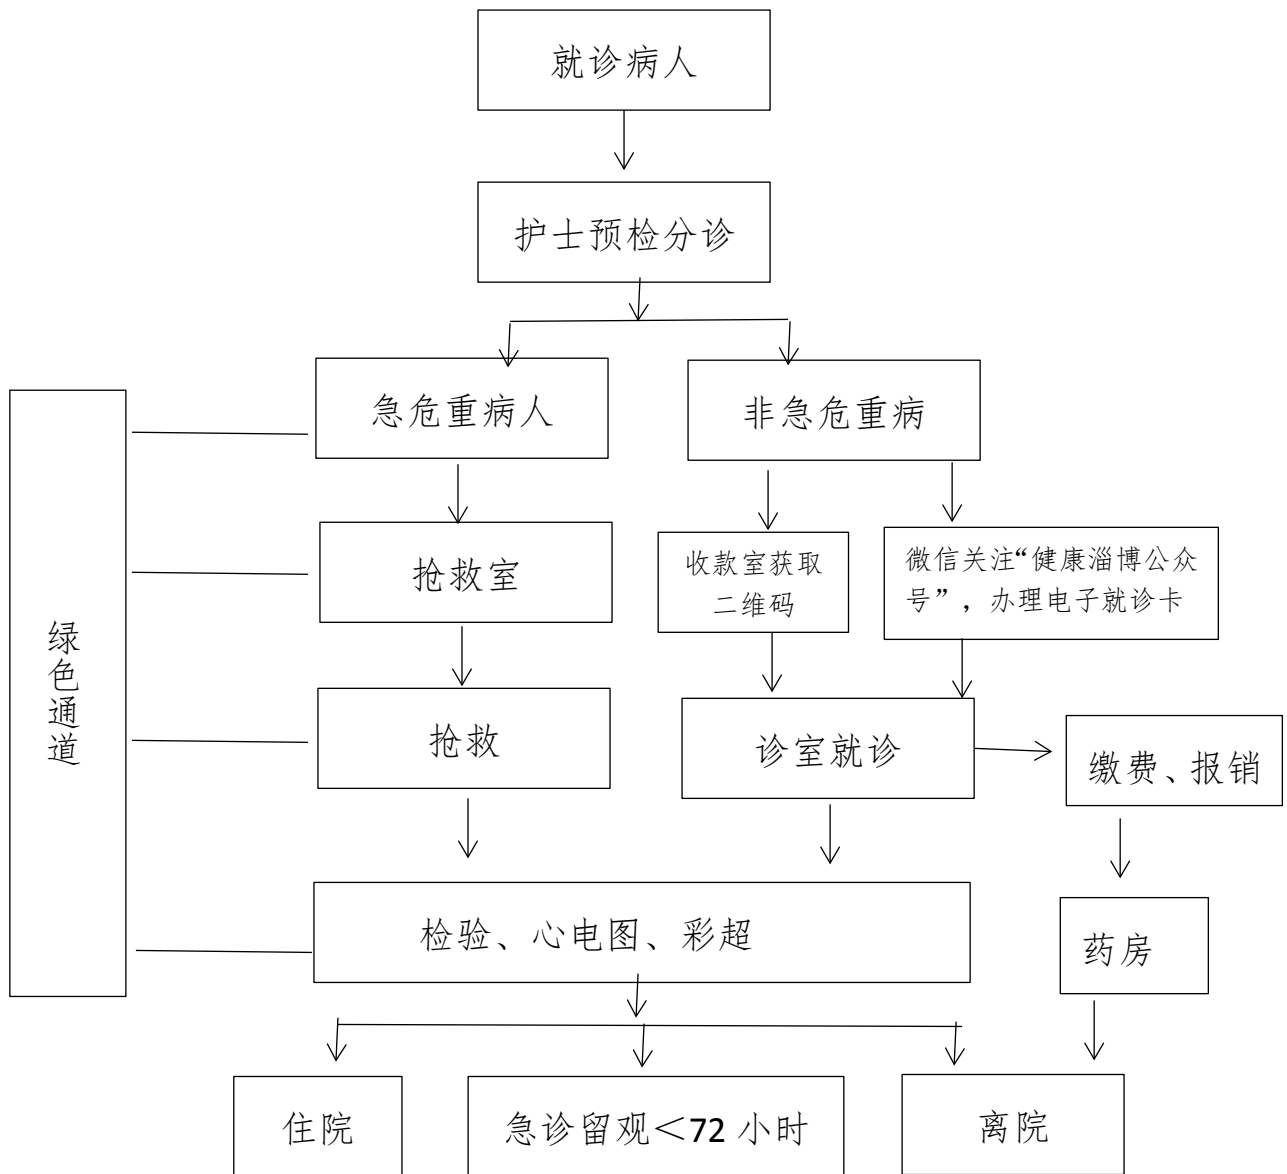 就诊病人
护士预检分诊
急危重病人
非急危重病
绿色通道
抢救室
收款室获取
二维码
微信关注“健康淄博公众
号”，办理电子就诊卡
抢救
诊室就诊
缴费、报销
检验、心电图、彩超
药房
住院
急诊留观＜72 小时
离院